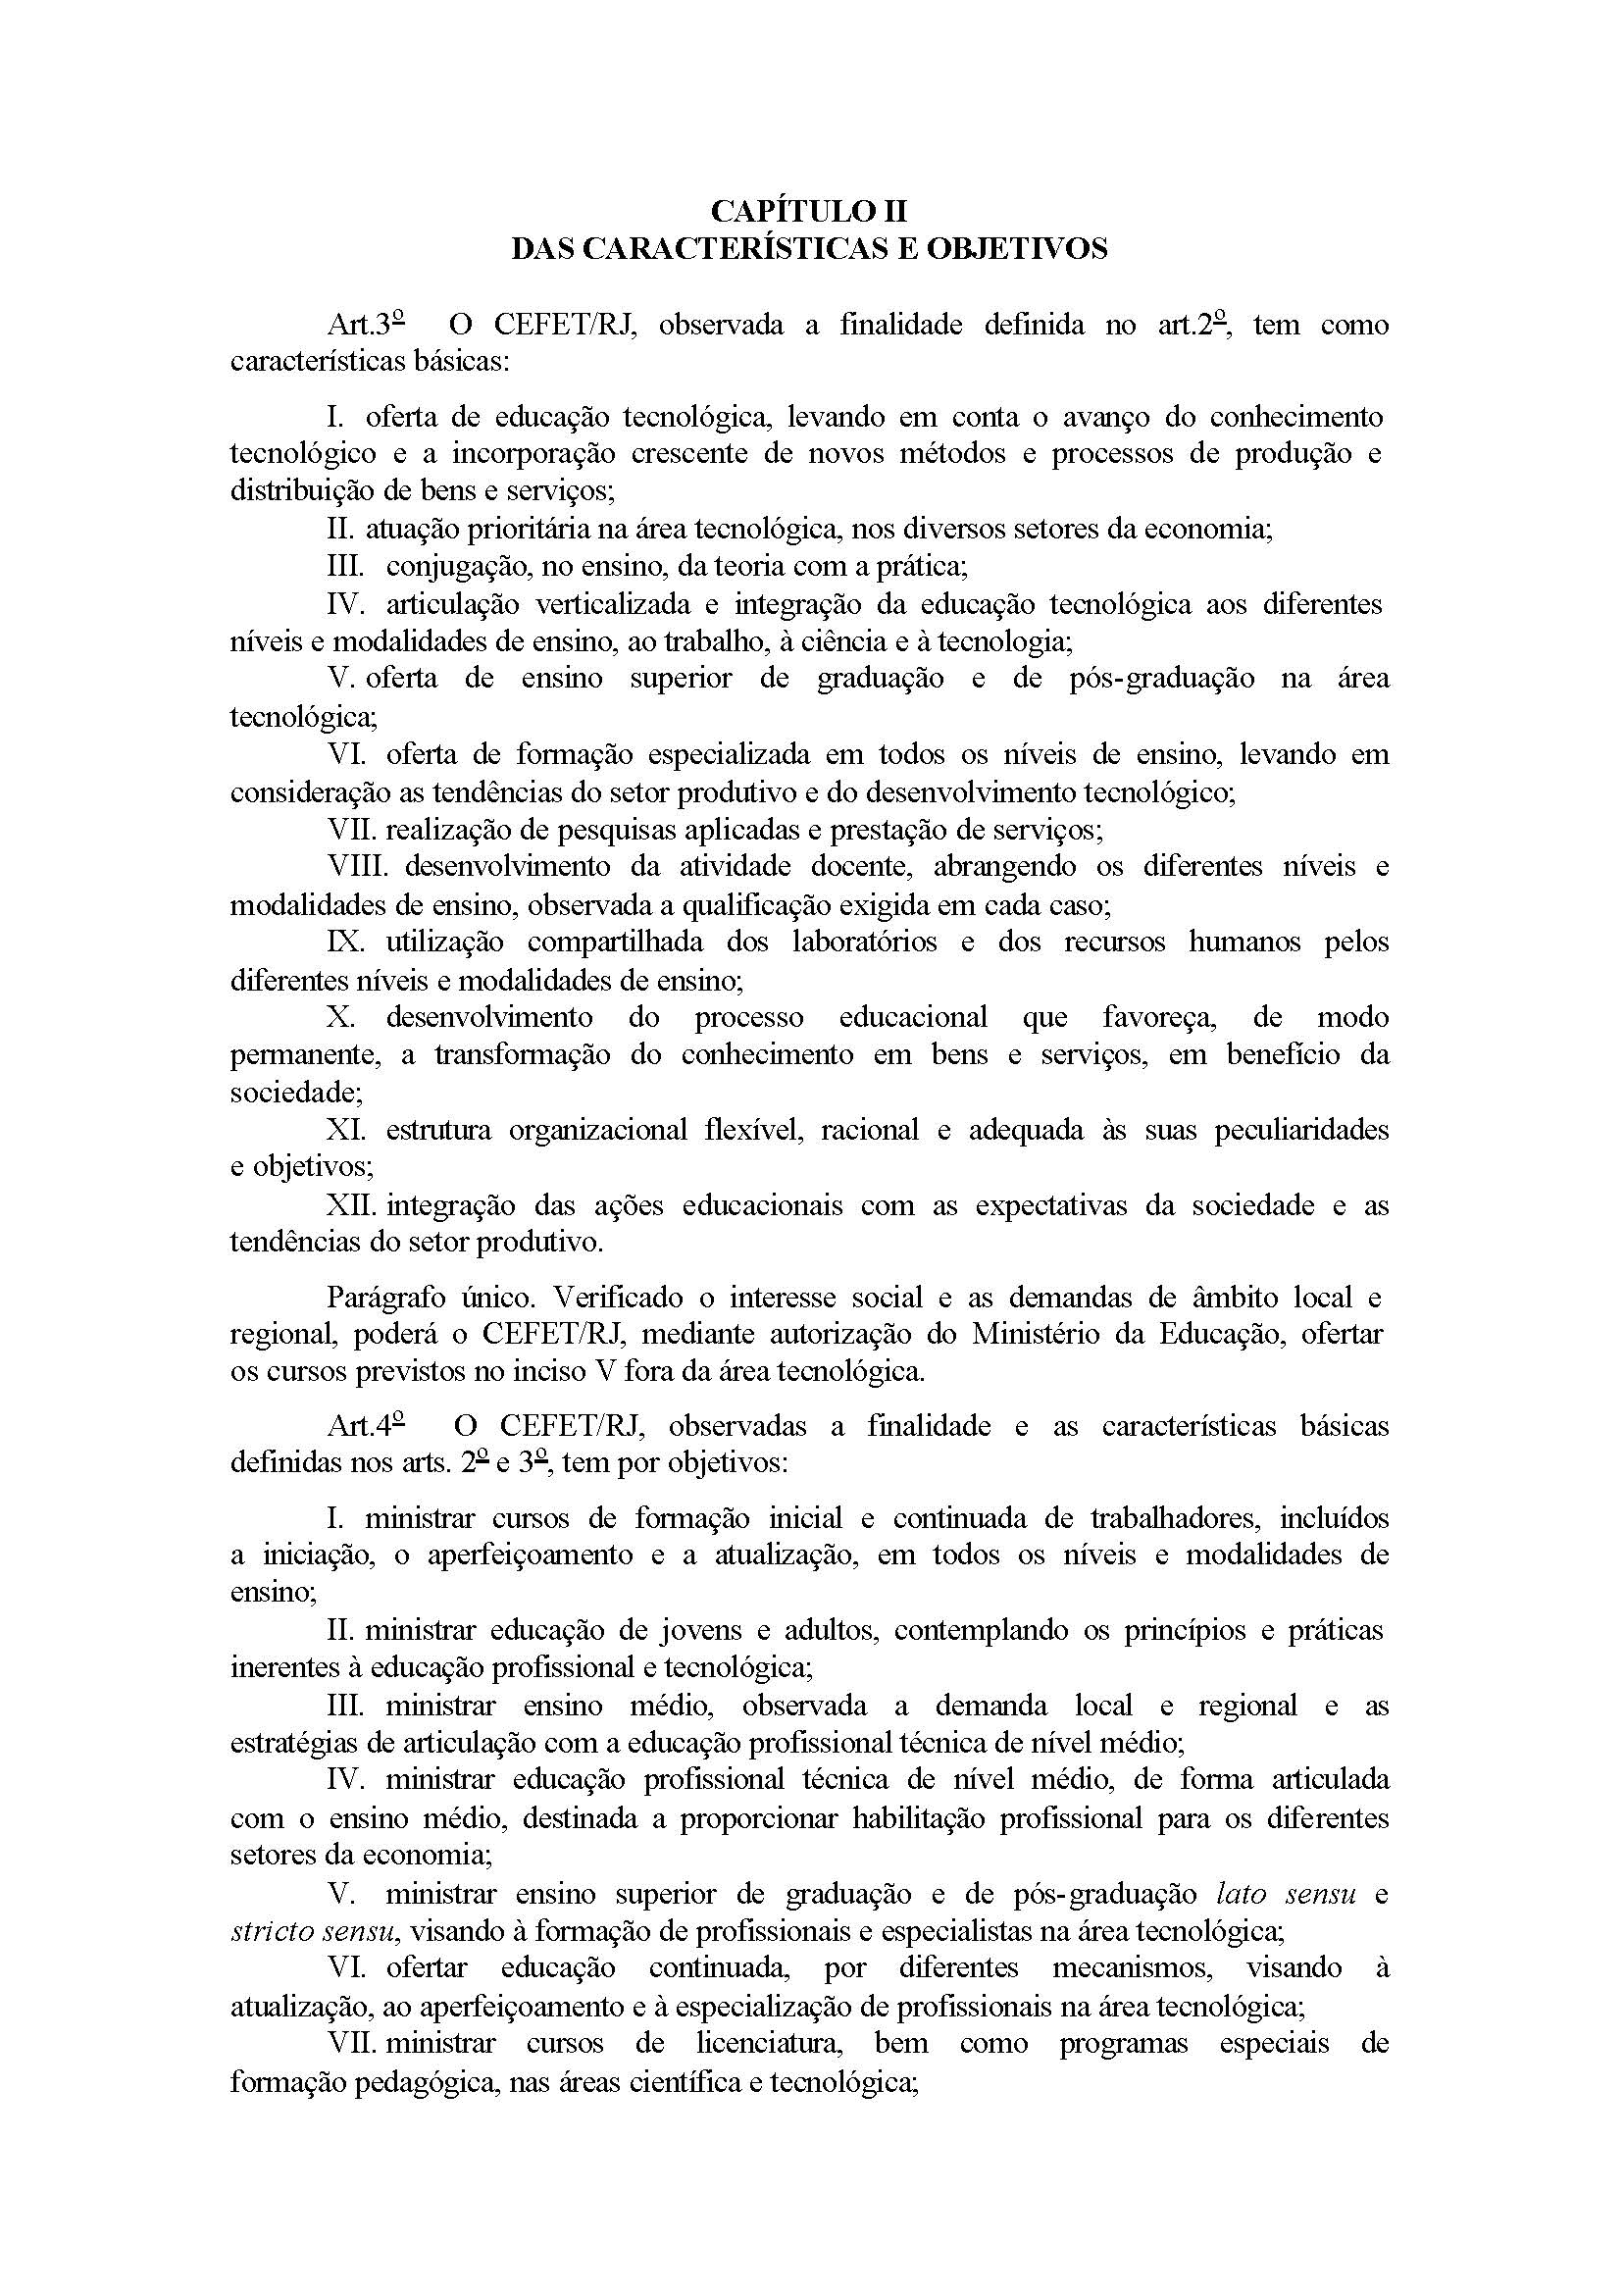 CAPÍTULO II
DAS CARACTERÍSTICAS E OBJETIVOS
Art.3º O CEFET/RJ, observada a finalidade definida no art.2º, tem como
características básicas:
I. oferta de educação tecnológica, levando em conta o avanço do conhecimento
tecnológico e a incorporação crescente de novos métodos e processos de produção e
distribuição de bens e serviços;
II. atuação prioritária na área tecnológica, nos diversos setores da economia;
III. conjugação, no ensino, da teoria com a prática;
IV. articulação verticalizada e integração da educação tecnológica aos diferentes
níveis e modalidades de ensino, ao trabalho, à ciência e à tecnologia;
V. oferta de ensino superior de graduação e de pós-graduação na área
tecnológica;
VI. oferta de formação especializada em todos os níveis de ensino, levando em
consideração as tendências do setor produtivo e do desenvolvimento tecnológico;
VII. realização de pesquisas aplicadas e prestação de serviços;
VIII. desenvolvimento da atividade docente, abrangendo os diferentes níveis e
modalidades de ensino, observada a qualificação exigida em cada caso;
IX. utilização compartilhada dos laboratórios e dos recursos humanos pelos
diferentes níveis e modalidades de ensino;
X. desenvolvimento do processo educacional que favoreça, de modo
permanente, a transformação do conhecimento em bens e serviços, em benefício da
sociedade;
XI. estrutura organizacional flexível, racional e adequada às suas peculiaridades
e objetivos;
XII. integração das ações educacionais com as expectativas da sociedade e as
tendências do setor produtivo.
Parágrafo único. Verificado o interesse social e as demandas de âmbito local e
regional, poderá o CEFET/RJ, mediante autorização do Ministério da Educação, ofertar
os cursos previstos no inciso V fora da área tecnológica.
Art.4º O CEFET/RJ, observadas a finalidade e as características básicas
definidas nos arts. 2º e 3º, tem por objetivos:
I. ministrar cursos de formação inicial e continuada de trabalhadores, incluídos
a iniciação, o aperfeiçoamento e a atualização, em todos os níveis e modalidades de
ensino;
II. ministrar educação de jovens e adultos, contemplando os princípios e práticas
inerentes à educação profissional e tecnológica;
III. ministrar ensino médio, observada a demanda local e regional e as
estratégias de articulação com a educação profissional técnica de nível médio;
IV. ministrar educação profissional técnica de nível médio, de forma articulada
com o ensino médio, destinada a proporcionar habilitação profissional para os diferentes
setores da economia;
V. ministrar ensino superior de graduação e de pós-graduação lato sensu e
stricto sensu, visando à formação de profissionais e especialistas na área tecnológica;
VI. ofertar educação continuada, por diferentes mecanismos, visando à
atualização, ao aperfeiçoamento e à especialização de profissionais na área tecnológica;
VII. ministrar cursos de licenciatura, bem como programas especiais de
formação pedagógica, nas áreas científica e tecnológica;